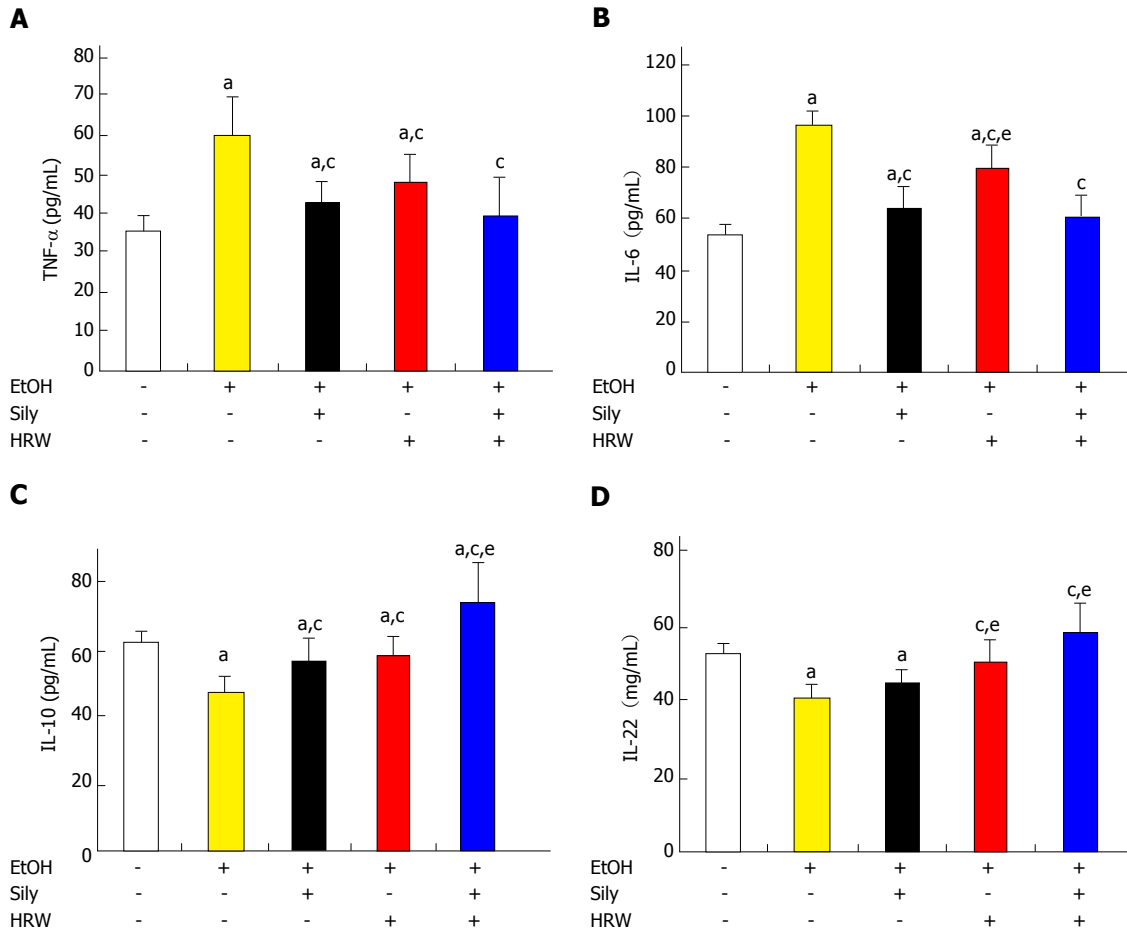 A
TNF-α (pg/mL)
80
70
60
50
40
30
20
10
0
a
a,c
a,c
c
EtOH - + + + +
Sily - - + - +
HRW - - - + +
B
IL-6 (pg/mL)
120
100
80
60
40
20
0
a
a,c
a,c,e
c
EtOH - + + + +
Sily - - + - +
HRW - - - + +
C
IL-10 (pg/mL)
80
60
40
20
0
a
a,c
a,c
a,c,e
EtOH - + + + +
Sily - - + - +
HRW - - - + +
D
IL-22 (mg/mL)
80
60
40
20
0
a
a
c,e
c,e
EtOH - + + + +
Sily - - + - +
HRW - - - + +